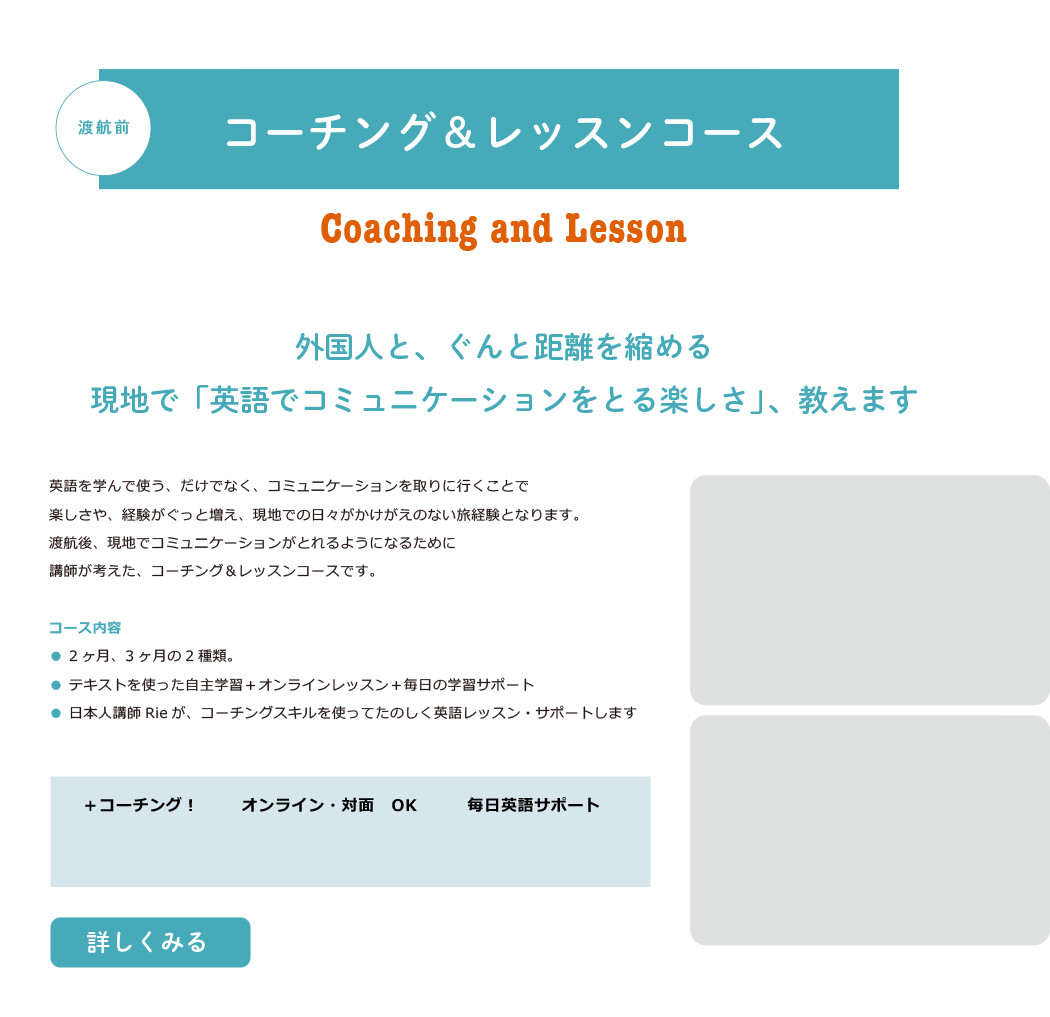 渡航前
コーチング＆レッスンコース
Coaching and Lesson
外国人と、ぐんと距離を縮める
現地で「英語でコミュニケーションをとる楽しさ」、教えます
英語を学んで使う、だけでなく、コミュニケーションを取りに行くことで
楽しさや、経験がぐっと増え、現地での日々がかけがえのない旅経験となります。
渡航後、現地でコミュニケーションがとれるようになるために
講師が考えた、コーチング＆レッスンコースです。
コース内容
● 2 ヶ月、3 ヶ月の 2 種類。
● テキストを使った自主学習＋オンラインレッスン＋毎日の学習サポート
● 日本人講師 Rie が、コーチングスキルを使ってたのしく英語レッスン・サポートします
＋コーチング！　オンライン・対面　OK　毎日英語サポート
詳しくみる